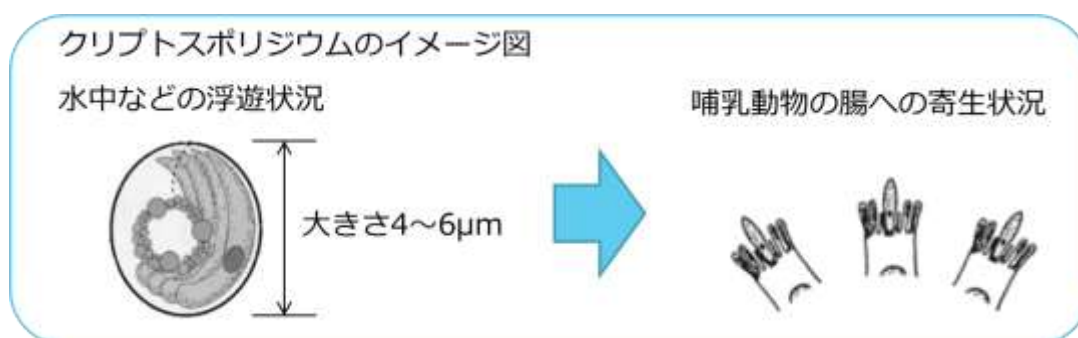 クリプトスポリジウムのイメージ図
水中などの浮遊状況
哺乳動物の腸への寄生状況
大きさ4～6μm